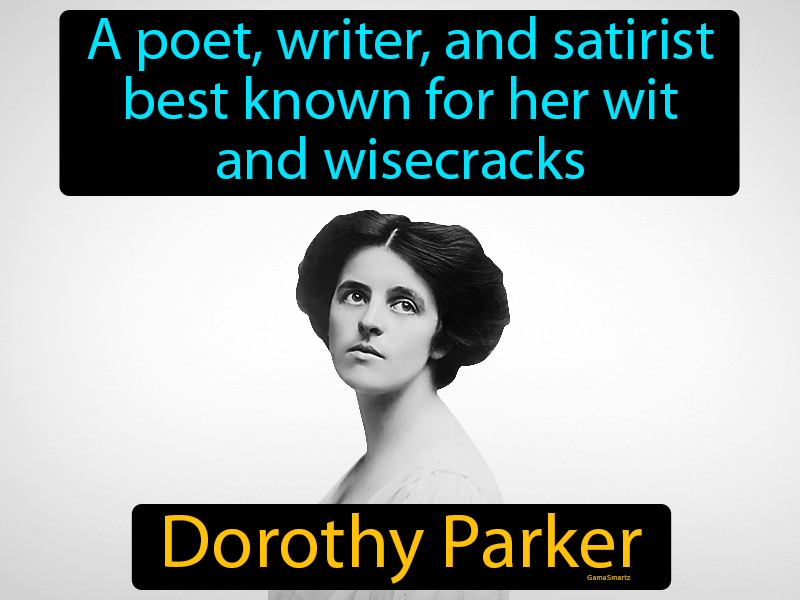 A poet, writer, and satirist
best known for her wit
and wisecracks
Dorothy Parker
GameSmartz